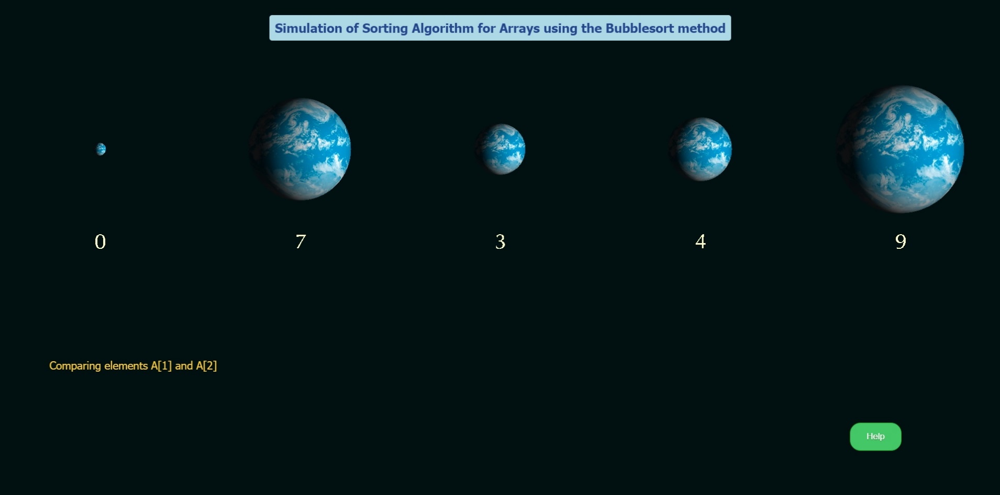 Simulation of Sorting Algorithm for Arrays using the Bubblesort method
0 7 3 4 9
Comparing elements A[1] and A[2]
Help